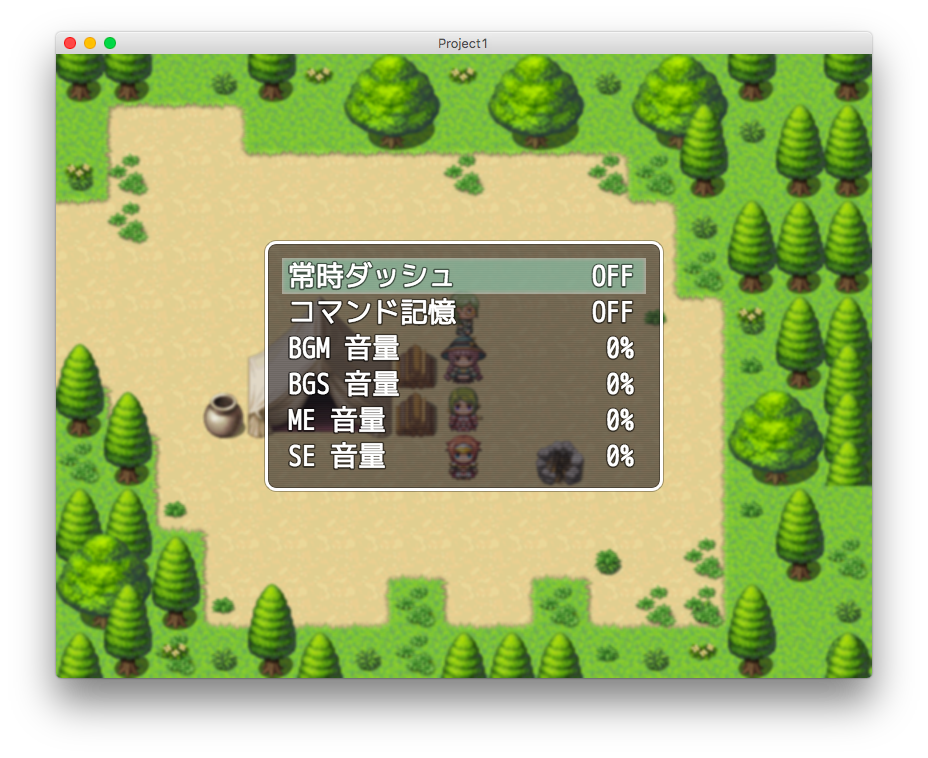 Project1
常時ダッシュ OFF
コマンド記憶 OFF
BGM 音量 0%
BGS 音量 0%
ME 音量 0%
SE 音量 0%